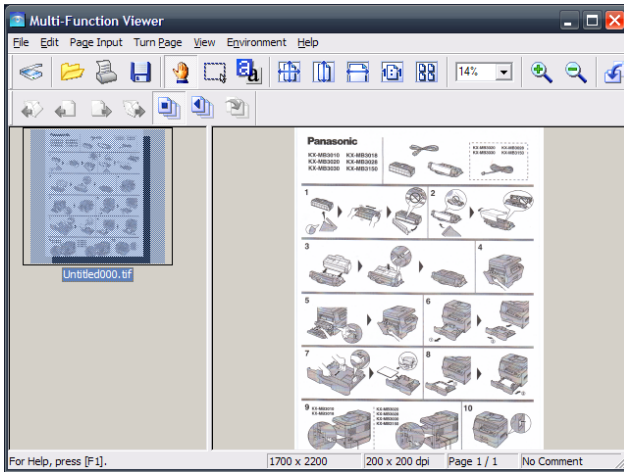 Multi-Function Viewer
File Edit Page Input Turn Page View Environment Help
14%
Untitled000.tif
Panasonic
KX-MB3010 KX-MB3018
KX-MB3020 KX-MB3028
KX-MB3030 KX-MB3150
1
2
3
4
5
6
7
8
9
10
For Help, press [F1].
1700 x 2200
200 x 200 dpi
Page 1 / 1
No Comment